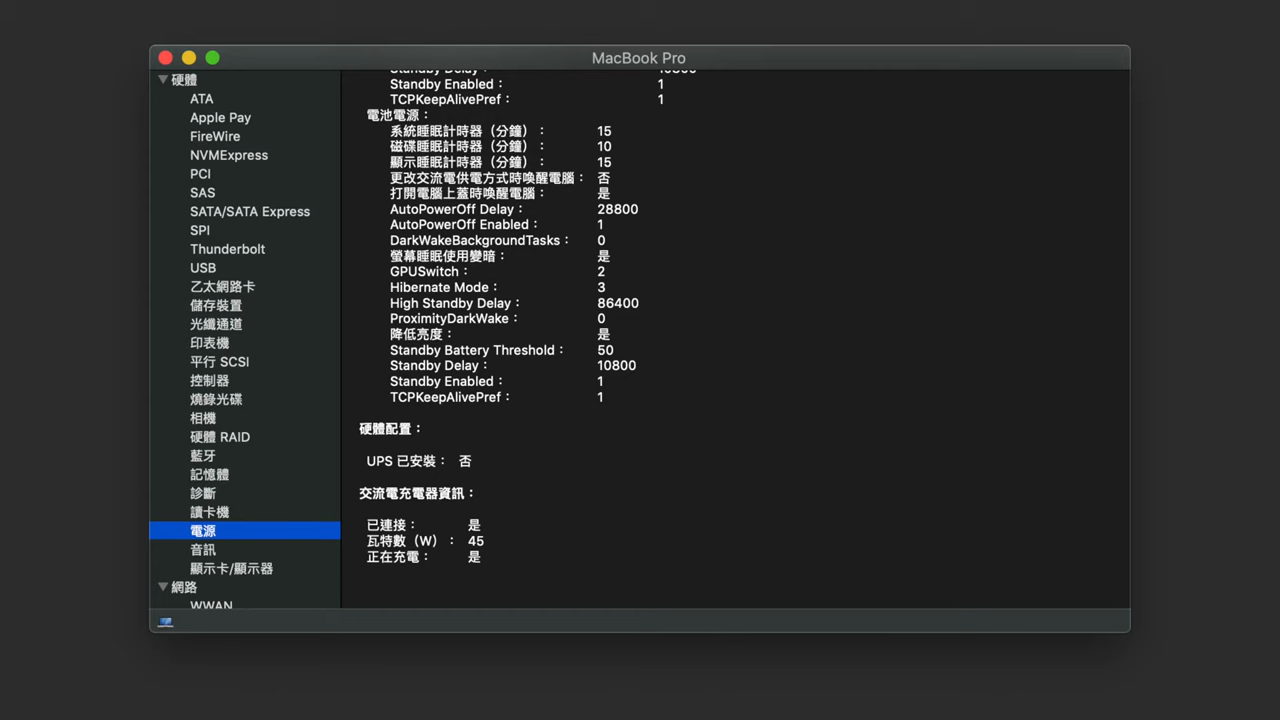 MacBook Pro
硬體
ATA
Apple Pay
FireWire
NVMExpress
PCI
SAS
SATA/SATA Express
SPI
Thunderbolt
USB
乙太網路卡
儲存裝置
光纖通道
印表機
平行 SCSI
控制器
燒錄光碟
相機
硬體 RAID
藍牙
記憶體
診斷
讀卡機
電源
音訊
顯示卡/顯示器
網路
WWAN
Standby Delay： 10800
Standby Enabled： 1
TCPKeepAlivePref： 1
電池電源：
系統睡眠計時器（分鐘）： 15
磁碟睡眠計時器（分鐘）： 10
顯示睡眠計時器（分鐘）： 15
更改交流電供電方式時喚醒電腦： 否
打開電腦上蓋時喚醒電腦： 是
AutoPowerOff Delay： 28800
AutoPowerOff Enabled： 1
DarkWakeBackgroundTasks： 0
螢幕睡眠使用變暗： 是
GPUSwitch： 2
Hibernate Mode： 3
High Standby Delay： 86400
ProximityDarkWake： 0
降低亮度： 是
Standby Battery Threshold： 50
Standby Delay： 10800
Standby Enabled： 1
TCPKeepAlivePref： 1
硬體配置：
UPS 已安裝： 否
交流電充電器資訊：
已連接： 是
瓦特數（W）： 45
正在充電： 是